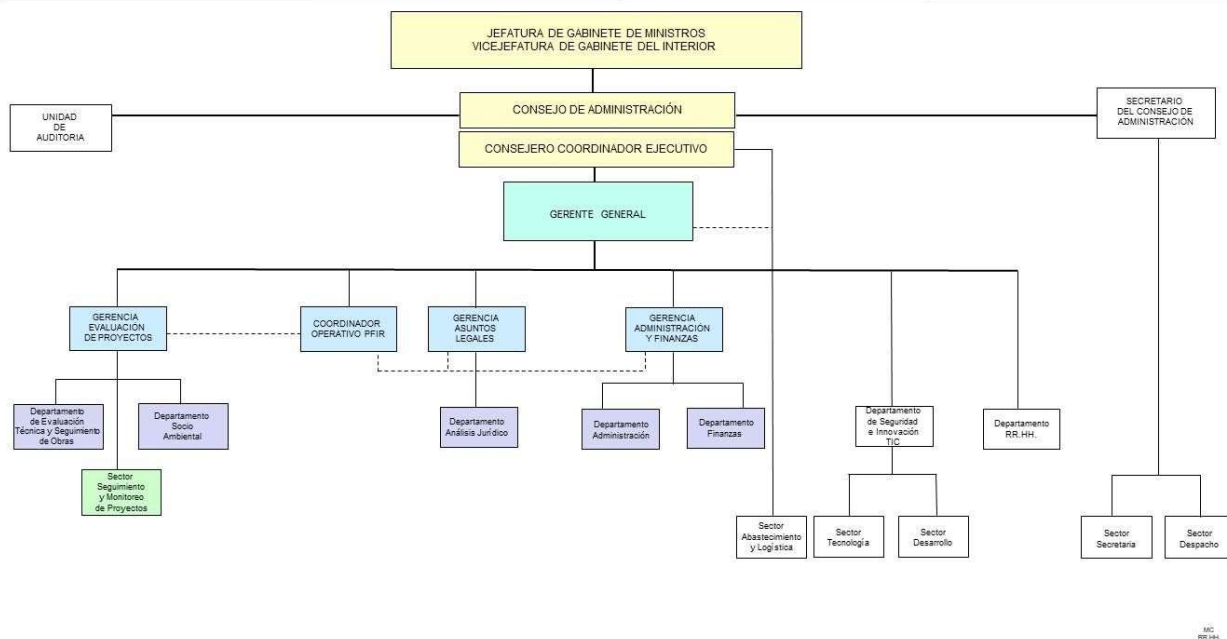 JEFATURA DE GABINETE DE MINISTROS
VICEJEFATURA DE GABINETE DEL INTERIOR
UNIDAD
DE
AUDITORIA
CONSEJO DE ADMINISTRACIÓN
SECRETARIO
DEL CONSEJO DE
ADMINISTRACIÓN
CONSEJERO COORDINADOR EJECUTIVO
GERENTE GENERAL
GERENCIA
EVALUACIÓN
DE PROYECTOS
COORDINADOR
OPERATIVO PFIR
GERENCIA
ASUNTOS
LEGALES
GERENCIA
ADMINISTRACIÓN
Y FINANZAS
Departamento
de Evaluación
Técnica y Seguimiento
de Obras
Departamento
Socio
Ambiental
Departamento
Análisis Jurídico
Departamento
Administración
Departamento
Finanzas
Departamento
de Seguridad
e Innovación
TIC
Departamento
RR.HH.
Sector
Seguimiento
y Monitoreo
de Proyectos
Sector
Abastecimiento
y Logística
Sector
Tecnología
Sector
Desarrollo
Sector
Secretaria
Sector
Despacho
MC
RR.HH.